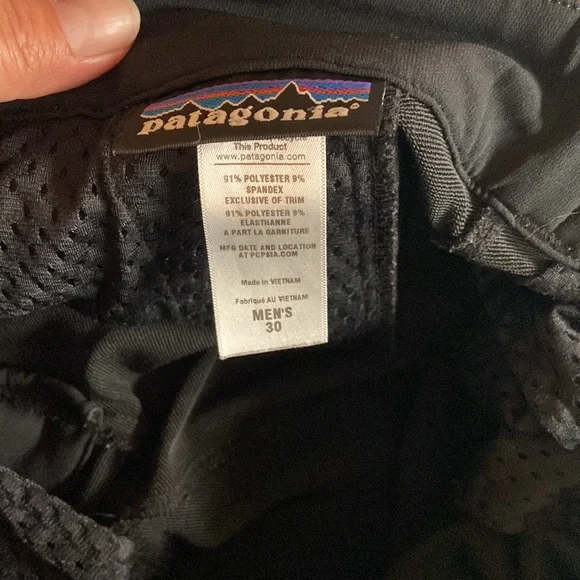 patagonia®
This Product
www.patagonia.com
91% POLYESTER 9%
SPANDEX
EXCLUSIVE OF TRIM
91% POLYESTER 9%
ELASTHANNE
A PART LA GARNITURE
MFG DATE AND LOCATION
AT PCPSIA.COM
Made in VIETNAM
Fabriqué AU VIETNAM
MEN'S
30